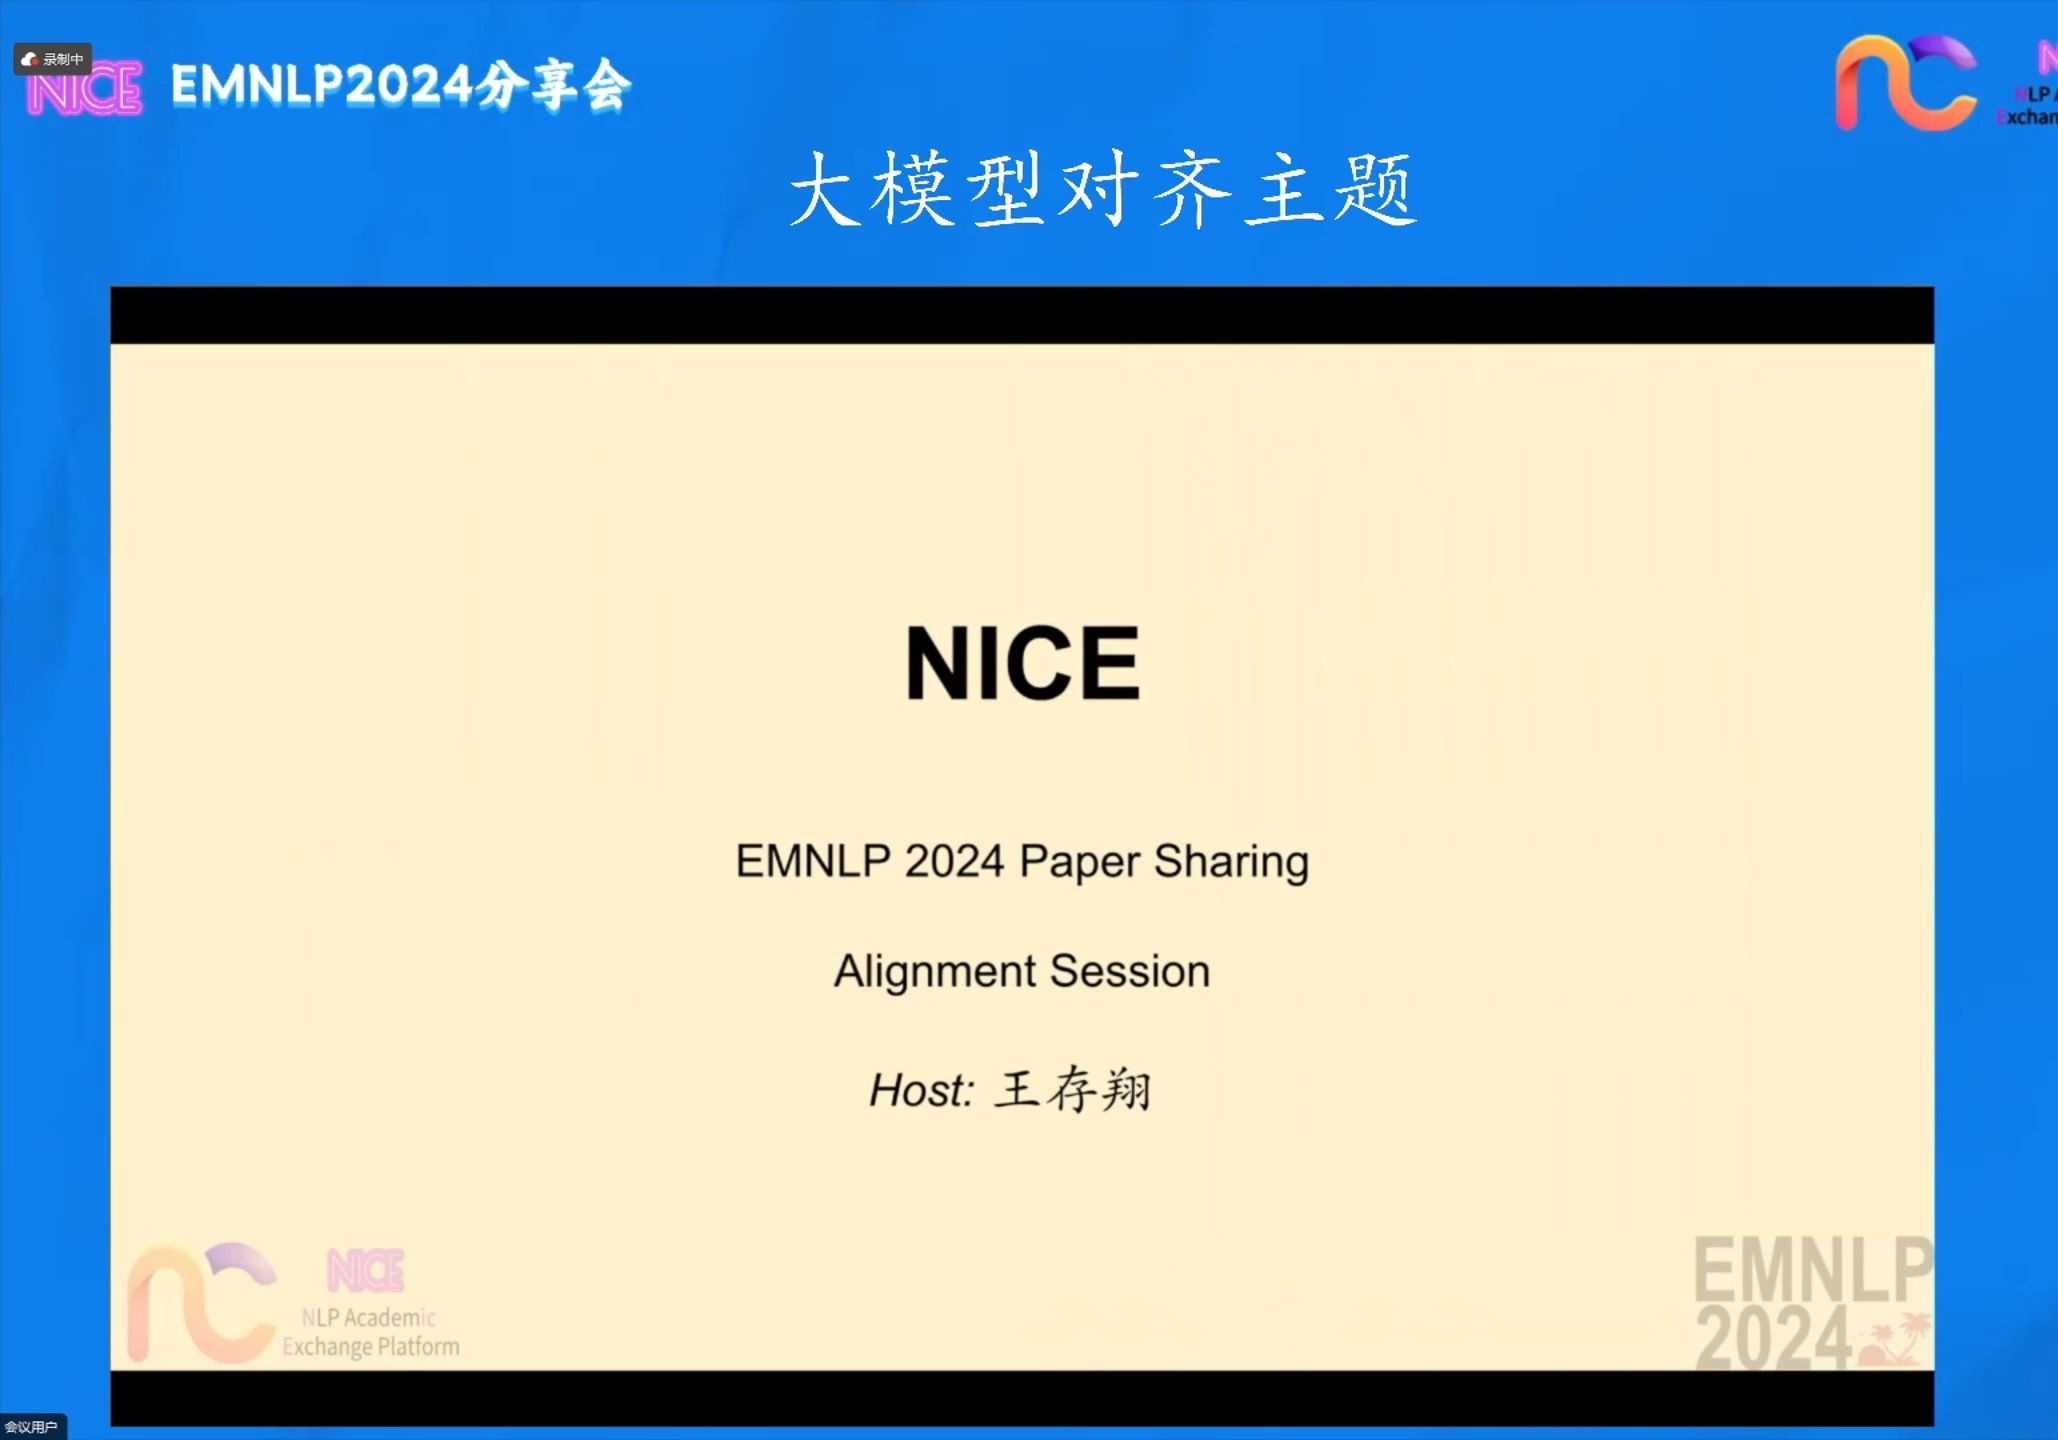 录制中
NICE
EMNLP2024分享会
NLP A
Exchan
大模型对齐主题
NICE
EMNLP 2024 Paper Sharing
Alignment Session
Host: 王存翔
NICE
NLP Academic
Exchange Platform
EMNLP
2024
会议用户